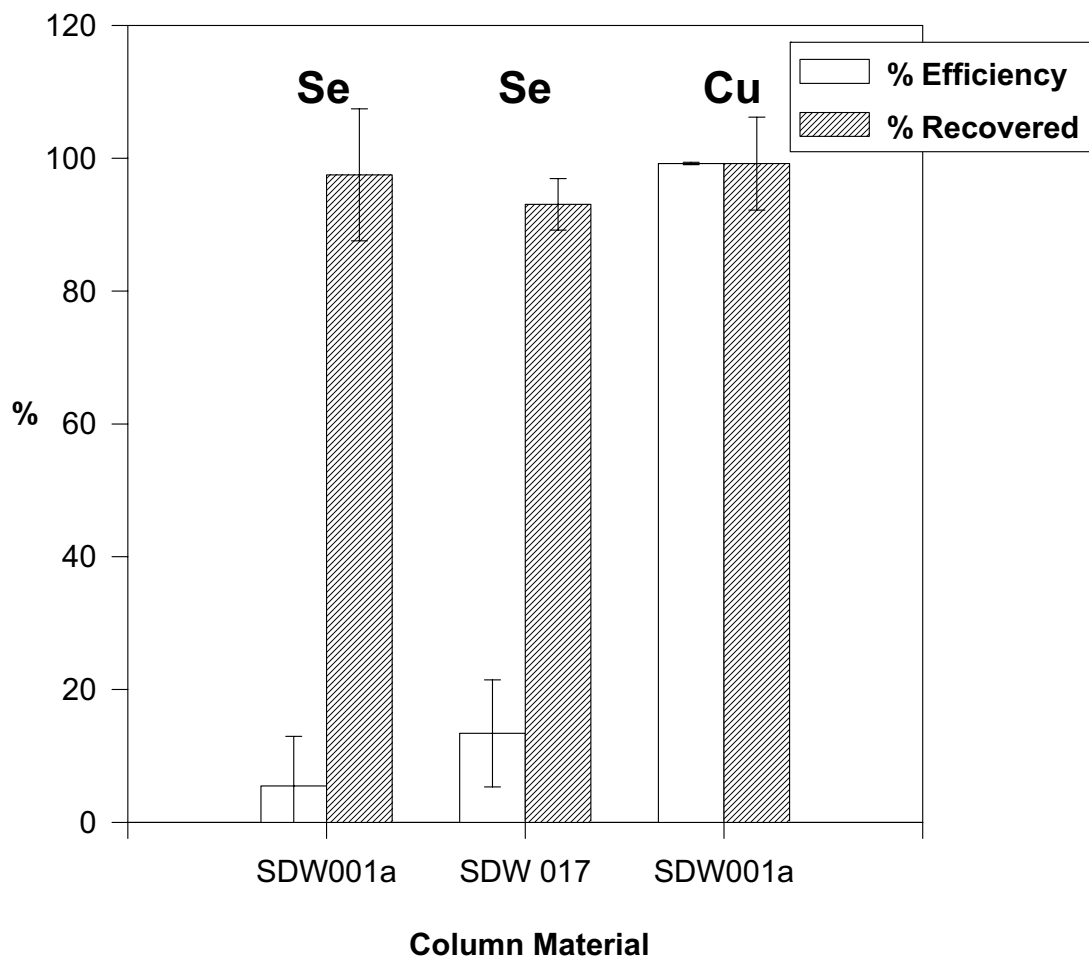 120
100
80
60
40
20
0
%
Se
Se
Cu
% Efficiency
% Recovered
SDW001a
SDW 017
SDW001a
Column Material